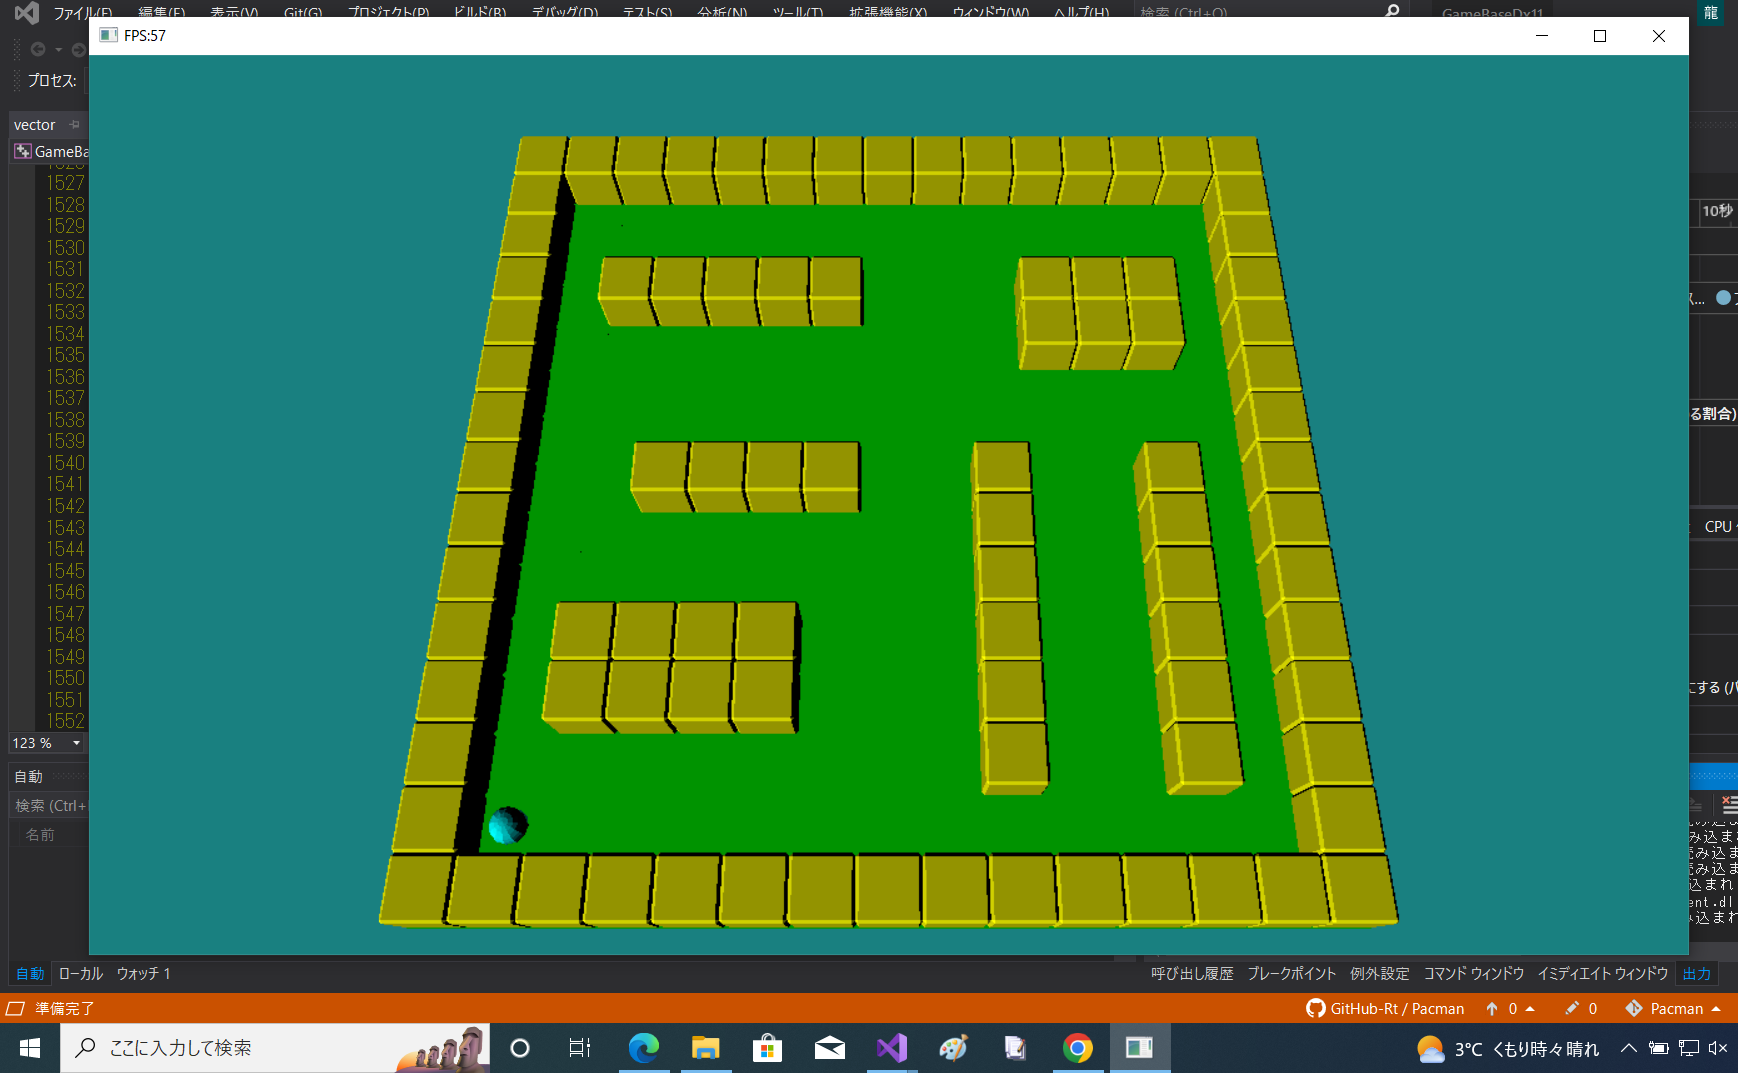 ファイル(F) 編集(E) 表示(V) Git(G) プロジェクト(P) ビルド(B) デバッグ(D) テスト(S) 分析(N) ツール(T) 拡張機能(X) ウィンドウ(W) ヘルプ(H) 検索 (Ctrl+Q) GameBaseDx11 龍
FPS:57
プロセス:
vector
GameBa
1527
1528
10秒
1529
1530
1531
1532
1533
1534
1535
1536
1537
1538
る割合)
1539
1540
1541
1542
1543
CPU
1544
1545
1546
1547
1548
1549
1550
にする (パ
1551
1552
123 %
自動
検索 (Ctrl+
名前
み込ま
込まれ
ent.dl
み込まれ
自動 ローカル ウォッチ 1
呼び出し履歴 ブレークポイント 例外設定 コマンド ウィンドウ イミディエイト ウィンドウ 出力
準備完了
GitHub-Rt / Pacman 0 0 Pacman
ここに入力して検索
3°C くもり時々晴れ